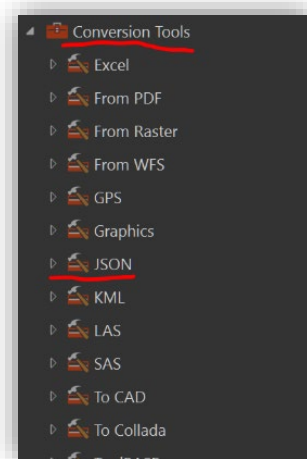 Conversion Tools
Excel
From PDF
From Raster
From WFS
GPS
Graphics
JSON
KML
LAS
SAS
To CAD
To Collada